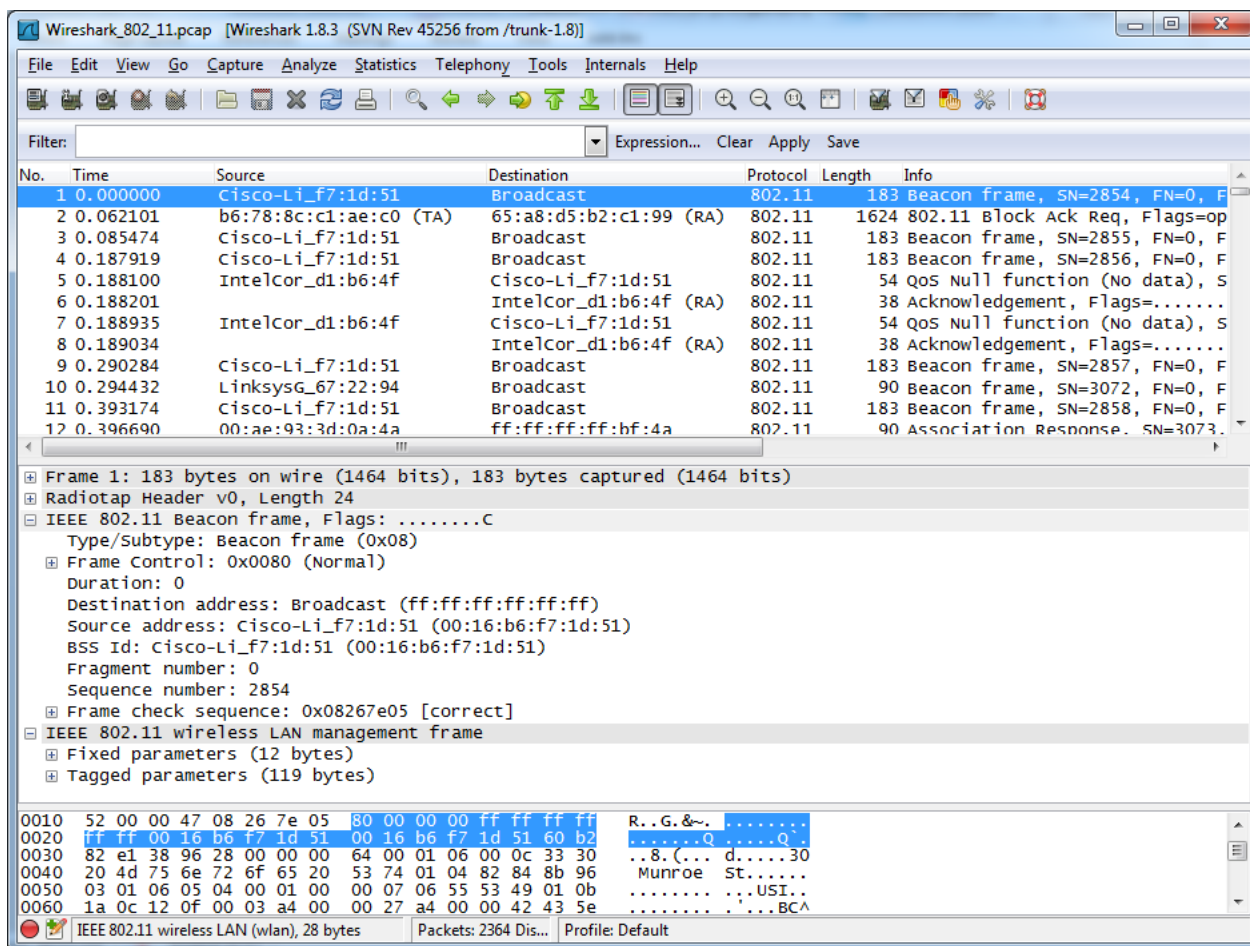 Wireshark_802_11.pcap [Wireshark 1.8.3 (SVN Rev 45256 from /trunk-1.8)]
File Edit View Go Capture Analyze Statistics Telephony Tools Internals Help
Filter: Expression... Clear Apply Save
No. Time Source Destination Protocol Length Info
1 0.000000 Cisco-Li_f7:1d:51 Broadcast 802.11 183 Beacon frame, SN=2854, FN=0, F
2 0.062101 b6:78:8c:c1:ae:c0 (TA) 65:a8:d5:b2:c1:99 (RA) 802.11 1624 802.11 Block Ack Req, Flags=op
3 0.085474 Cisco-Li_f7:1d:51 Broadcast 802.11 183 Beacon frame, SN=2855, FN=0, F
4 0.187919 Cisco-Li_f7:1d:51 Broadcast 802.11 183 Beacon frame, SN=2856, FN=0, F
5 0.188100 IntelCor_d1:b6:4f Cisco-Li_f7:1d:51 802.11 54 QoS Null function (No data), S
6 0.188201 IntelCor_d1:b6:4f (RA) 802.11 38 Acknowledgement, Flags=.......
7 0.188935 IntelCor_d1:b6:4f Cisco-Li_f7:1d:51 802.11 54 QoS Null function (No data), S
8 0.189034 IntelCor_d1:b6:4f (RA) 802.11 38 Acknowledgement, Flags=.......
9 0.290284 Cisco-Li_f7:1d:51 Broadcast 802.11 183 Beacon frame, SN=2857, FN=0, F
10 0.294432 LinksysG_67:22:94 Broadcast 802.11 90 Beacon frame, SN=3072, FN=0, F
11 0.393174 Cisco-Li_f7:1d:51 Broadcast 802.11 183 Beacon frame, SN=2858, FN=0, F
12 0.396690 00:ae:93:3d:0a:4a ff:ff:ff:ff:bf:4a 802.11 90 Association Response, SN=3073,
Frame 1: 183 bytes on wire (1464 bits), 183 bytes captured (1464 bits)
Radiotap Header v0, Length 24
IEEE 802.11 Beacon frame, Flags: ........C
Type/Subtype: Beacon frame (0x08)
Frame Control: 0x0080 (Normal)
Duration: 0
Destination address: Broadcast (ff:ff:ff:ff:ff:ff)
Source address: Cisco-Li_f7:1d:51 (00:16:b6:f7:1d:51)
BSS Id: Cisco-Li_f7:1d:51 (00:16:b6:f7:1d:51)
Fragment number: 0
Sequence number: 2854
Frame check sequence: 0x08267e05 [correct]
IEEE 802.11 wireless LAN management frame
Fixed parameters (12 bytes)
Tagged parameters (119 bytes)
0010 52 00 00 47 08 26 7e 05 80 00 00 00 ff ff ff ff R..G.&~. ........
0020 ff ff 00 16 b6 f7 1d 51 00 16 b6 f7 1d 51 60 b2 .......Q .....Q`.
0030 82 e1 38 96 28 00 00 00 64 00 01 06 00 0c 33 30 ..8.(... d.....30
0040 20 4d 75 6e 72 6f 65 20 53 74 01 04 82 84 8b 96 Munroe St......
0050 03 01 06 05 04 00 01 00 00 07 06 55 53 49 01 0b ........ ...USI..
0060 1a 0c 12 0f 00 03 a4 00 00 27 a4 00 00 42 43 5e ........ .'...BC^
IEEE 802.11 wireless LAN (wlan), 28 bytes Packets: 2364 Dis... Profile: Default